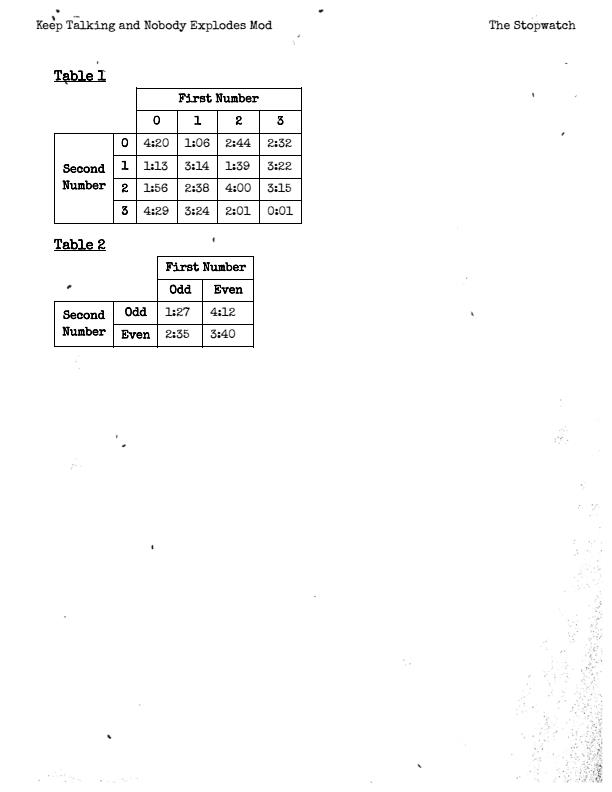 Keep Talking and Nobody Explodes Mod The Stopwatch
Table 1
First Number
0 1 2 3
0 4:20 1:06 2:44 2:32
Second Number 1 1:13 3:14 1:39 3:22
2 1:56 2:38 4:00 3:15
3 4:29 3:24 2:01 0:01
Table 2
First Number
Odd Even
Second Number Odd 1:27 4:12
Even 2:35 3:40